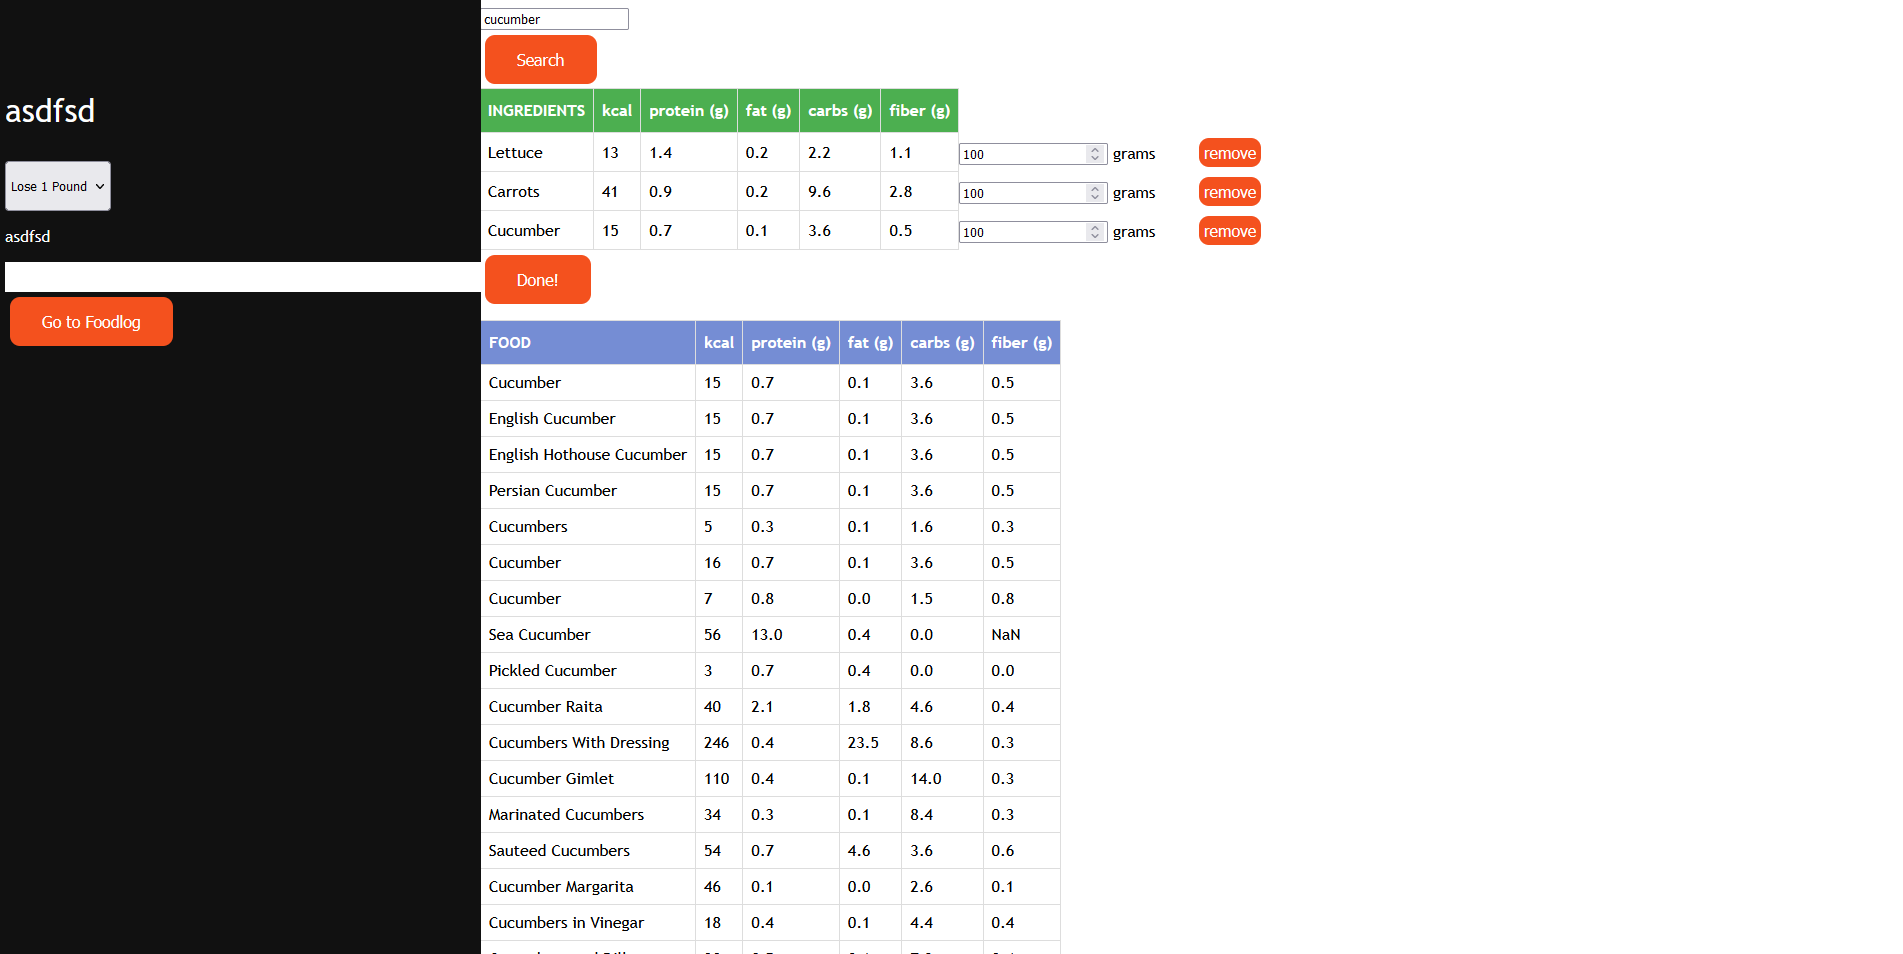 asdfsd
Lose 1 Pound
asdfsd
Go to Foodlog
cucumber
Search
INGREDIENTS kcal protein (g) fat (g) carbs (g) fiber (g)
Lettuce 13 1.4 0.2 2.2 1.1 100 grams remove
Carrots 41 0.9 0.2 9.6 2.8 100 grams remove
Cucumber 15 0.7 0.1 3.6 0.5 100 grams remove
Done!
FOOD kcal protein (g) fat (g) carbs (g) fiber (g)
Cucumber 15 0.7 0.1 3.6 0.5
English Cucumber 15 0.7 0.1 3.6 0.5
English Hothouse Cucumber 15 0.7 0.1 3.6 0.5
Persian Cucumber 15 0.7 0.1 3.6 0.5
Cucumbers 5 0.3 0.1 1.6 0.3
Cucumber 16 0.7 0.1 3.6 0.5
Cucumber 7 0.8 0.0 1.5 0.8
Sea Cucumber 56 13.0 0.4 0.0 NaN
Pickled Cucumber 3 0.7 0.4 0.0 0.0
Cucumber Raita 40 2.1 1.8 4.6 0.4
Cucumbers With Dressing 246 0.4 23.5 8.6 0.3
Cucumber Gimlet 110 0.4 0.1 14.0 0.3
Marinated Cucumbers 34 0.3 0.1 8.4 0.3
Sauteed Cucumbers 54 0.7 4.6 3.6 0.6
Cucumber Margarita 46 0.1 0.0 2.6 0.1
Cucumbers in Vinegar 18 0.4 0.1 4.4 0.4